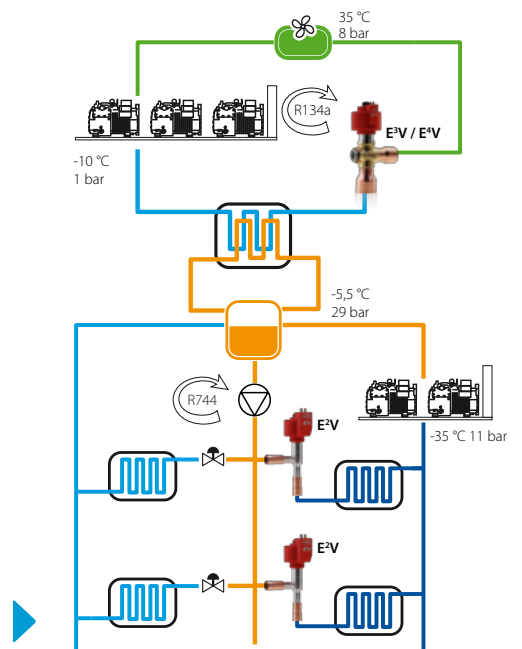 35 °C
8 bar
R134a
E³V / E⁴V
-10 °C
1 bar
-5,5 °C
29 bar
R744
E²V
-35 °C 11 bar
E²V